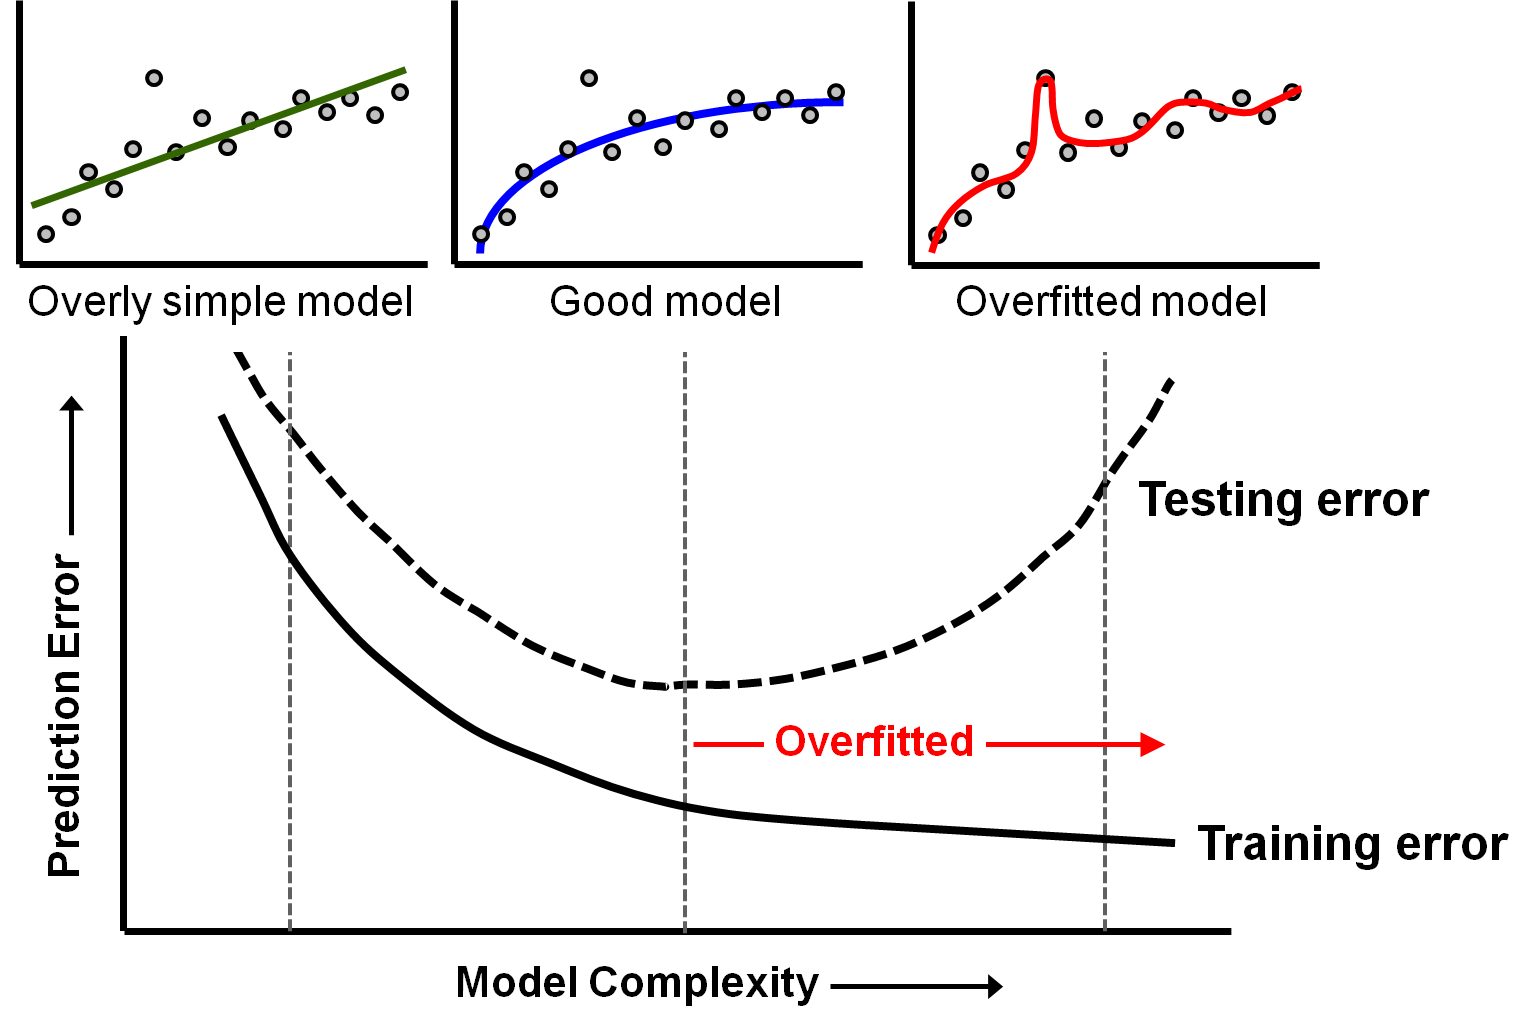 Overly simple model
Good model
Overfitted model
Prediction Error
Testing error
Overfitted
Training error
Model Complexity